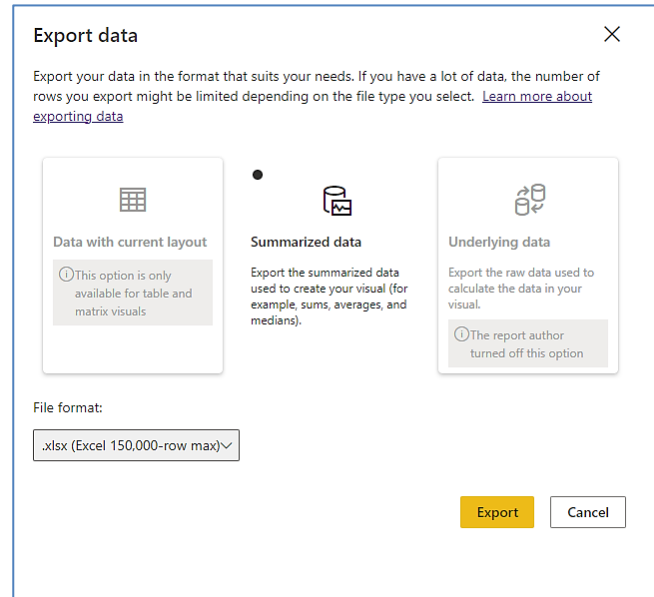 Export data
Export your data in the format that suits your needs. If you have a lot of data, the number of
rows you export might be limited depending on the file type you select. Learn more about
exporting data
Data with current layout
This option is only
available for table and
matrix visuals
Summarized data
Export the summarized data
used to create your visual (for
example, sums, averages, and
medians).
Underlying data
Export the raw data used to
calculate the data in your
visual.
The report author
turned off this option
File format:
.xlsx (Excel 150,000-row max)
Export
Cancel